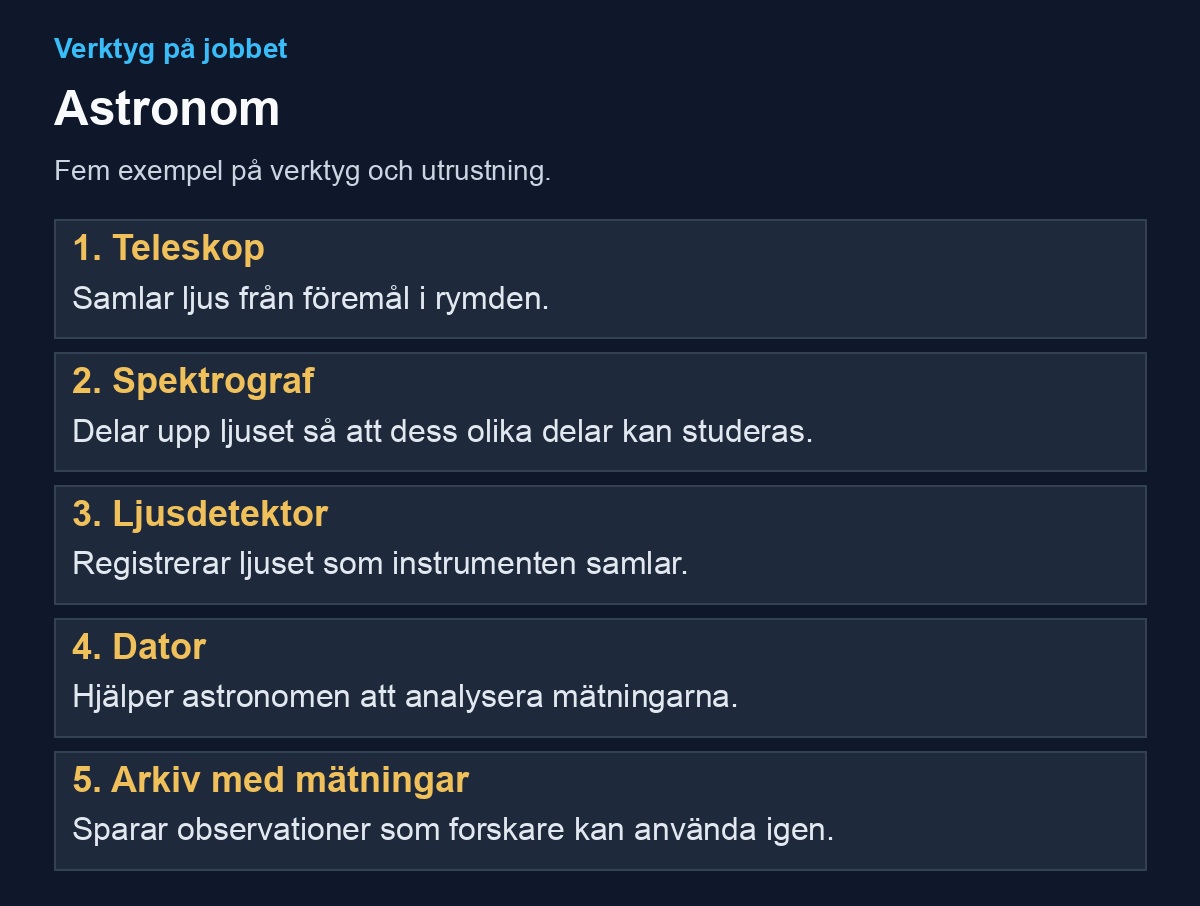 Verktyg på jobbet
Astronom
Fem exempel på verktyg och utrustning.
1. Teleskop
Samlar ljus från föremål i rymden.
2. Spektrograf
Delar upp ljuset så att dess olika delar kan studeras.
3. Ljusdetektor
Registrerar ljuset som instrumenten samlar.
4. Dator
Hjälper astronomen att analysera mätningarna.
5. Arkiv med mätningar
Sparar observationer som forskare kan använda igen.